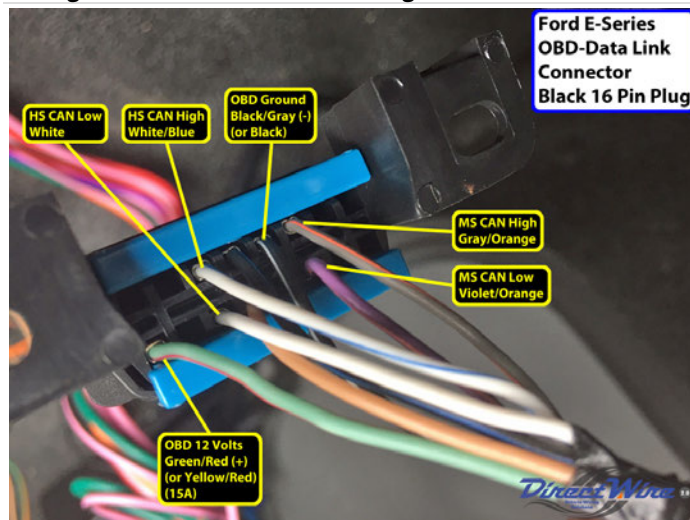 Ford E-Series
OBD-Data Link
Connector
Black 16 Pin Plug
OBD Ground
Black/Gray (-)
(or Black)
HS CAN Low
White
HS CAN High
White/Blue
MS CAN High
Gray/Orange
MS CAN Low
Violet/Orange
OBD 12 Volts
Green/Red (+)
(or Yellow/Red)
(15A)
DirectWire